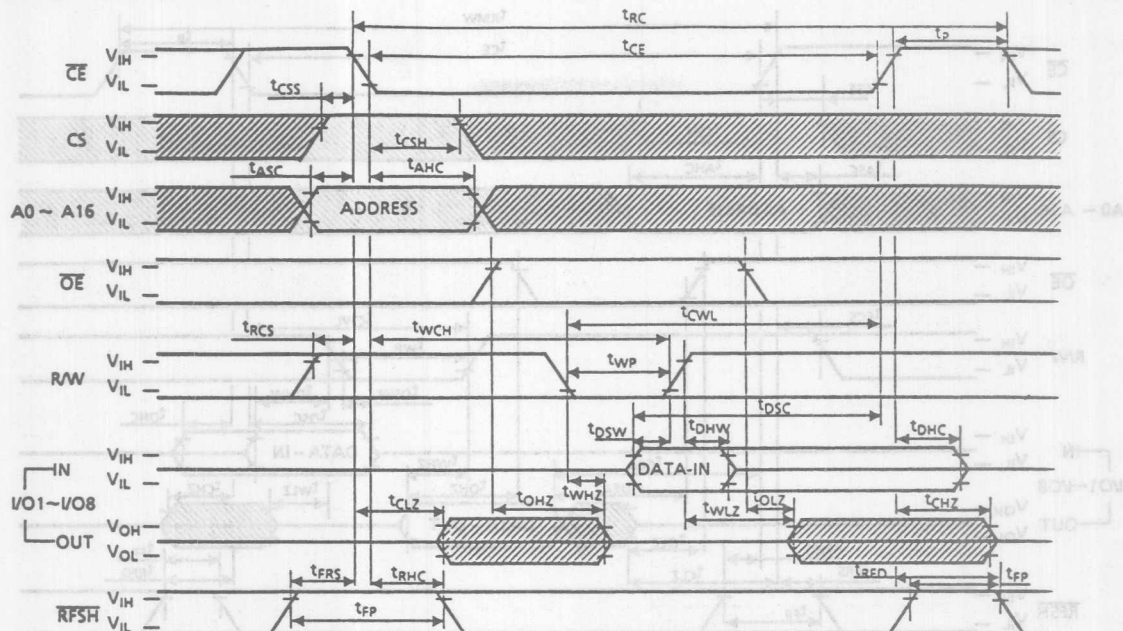 tRC
tP
tCE
CE VIH
VIL
tCSS
CS VIH
VIL
tCSH
tASC
tAHC
A0 ~ A16 VIH
VIL
ADDRESS
OE VIH
VIL
tCWL
tRCS
tWCH
R/W VIH
VIL
tWP
tDSC
tDSW
tDHW
tDHC
IN VIH
VIL
DATA-IN
I/O1~I/O8
tWHZ
tOHZ
tCLZ
tWLZ
tOLZ
tCHZ
OUT VOH
VOL
tFRS
tRHC
tRFD
tFP
RFSH VIH
VIL
tFP